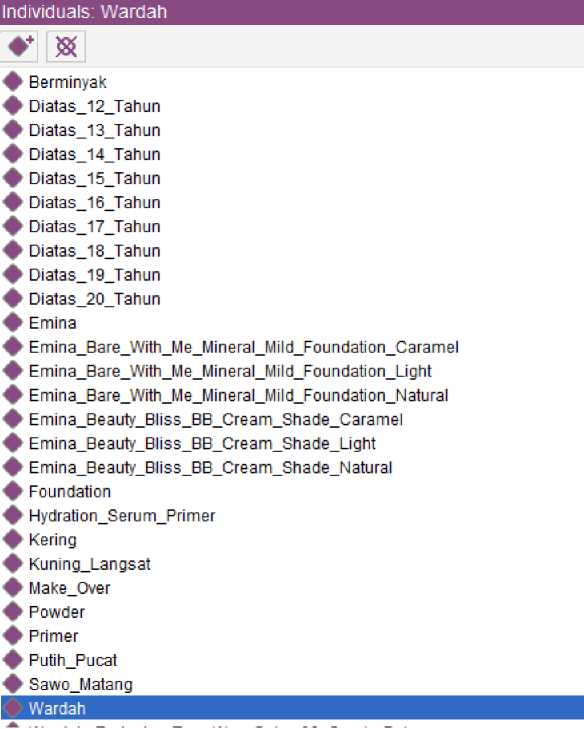 Individuals: Wardah
Berminyak
Diatas_12_Tahun
Diatas_13_Tahun
Diatas_14_Tahun
Diatas_15_Tahun
Diatas_16_Tahun
Diatas_17_Tahun
Diatas_18_Tahun
Diatas_19_Tahun
Diatas_20_Tahun
Emina
Emina_Bare_With_Me_Mineral_Mild_Foundation_Caramel
Emina_Bare_With_Me_Mineral_Mild_Foundation_Light
Emina_Bare_With_Me_Mineral_Mild_Foundation_Natural
Emina_Beauty_Bliss_BB_Cream_Shade_Caramel
Emina_Beauty_Bliss_BB_Cream_Shade_Light
Emina_Beauty_Bliss_BB_Cream_Shade_Natural
Foundation
Hydration_Serum_Primer
Kering
Kuning_Langsat
Make_Over
Powder
Primer
Putih_Pucat
Sawo_Matang
Wardah